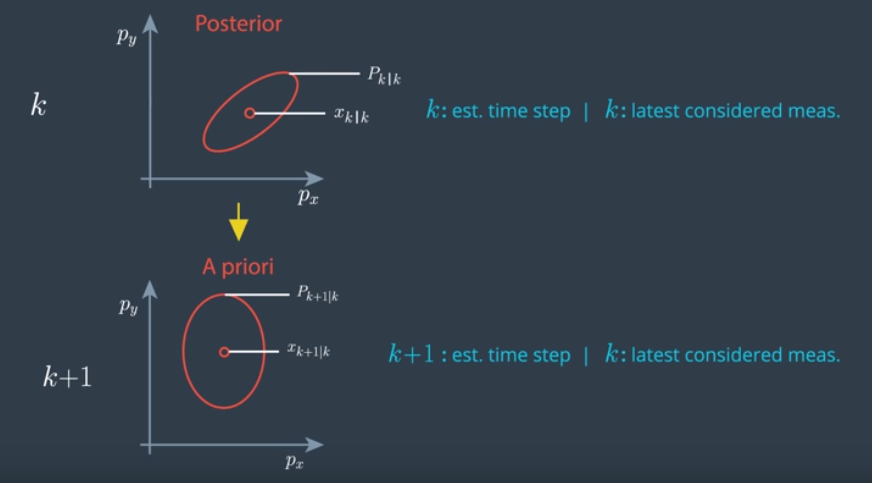 Posterior
p_y
P_{k|k}
k
x_{k|k}
k: est. time step | k: latest considered meas.
p_x
A priori
P_{k+1|k}
p_y
x_{k+1|k}
k+1 : est. time step | k: latest considered meas.
k+1
p_x